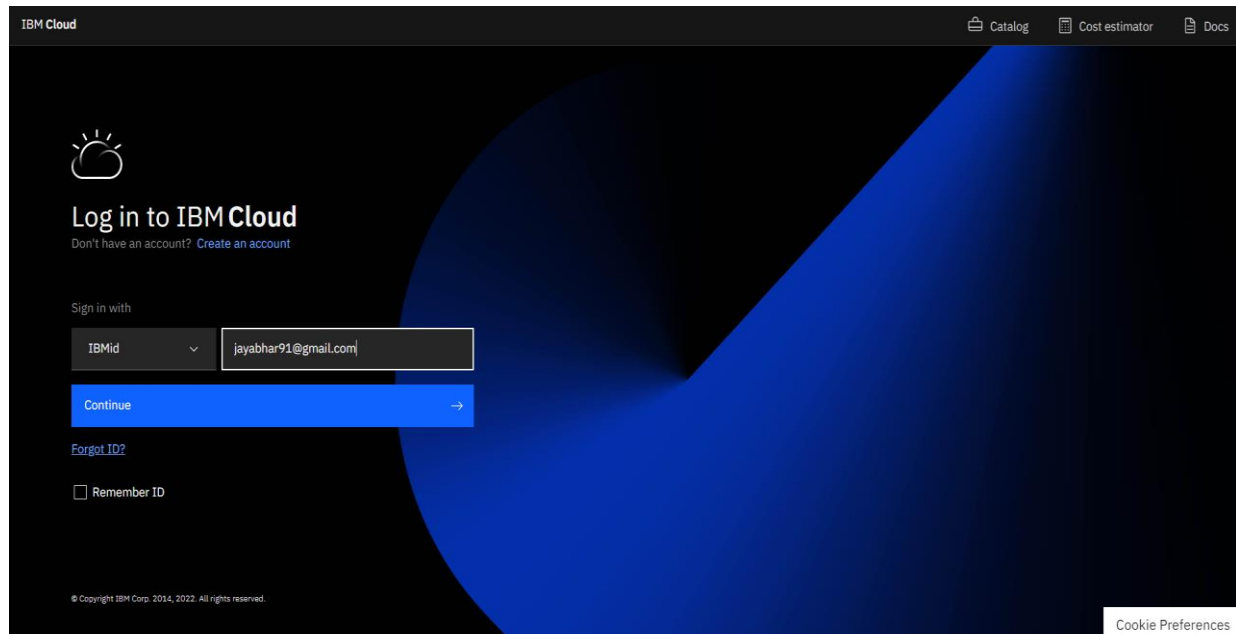 IBM Cloud
Catalog
Cost estimator
Docs
Log in to IBM Cloud
Don't have an account? Create an account
Sign in with
IBMid
jayabhar91@gmail.com
Continue
Forgot ID?
Remember ID
© Copyright IBM Corp. 2014, 2022. All rights reserved.
Cookie Preferences